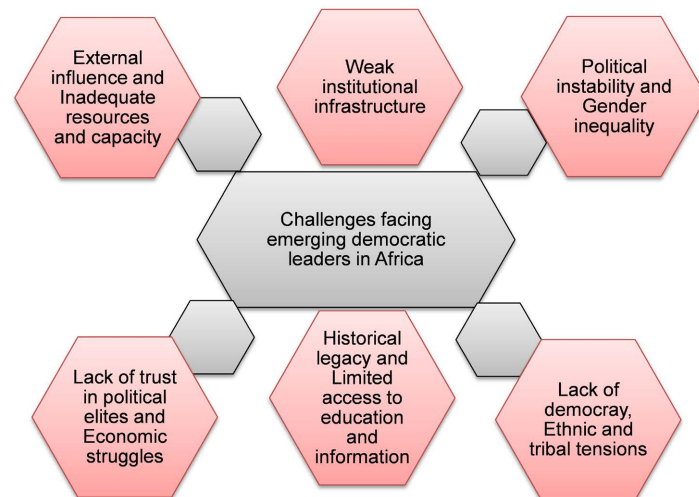 External
influence and
Inadequate
resources
and capacity
Weak
institutional
infrastructure
Political
instability and
Gender
inequality
Challenges facing
emerging democratic
leaders in Africa
Lack of trust
in political
elites and
Economic
struggles
Historical
legacy and
Limited
access to
education
and
information
Lack of
democray,
Ethnic and
tribal tensions